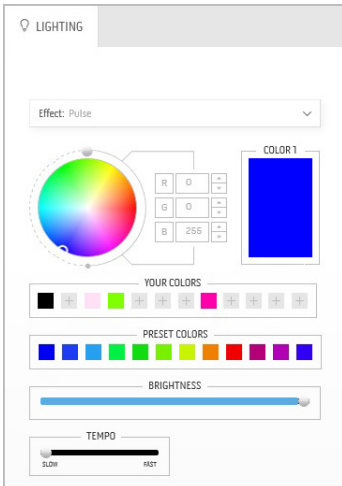 LIGHTING
Effect: Pulse
COLOR 1
R 0
G 0
B 255
YOUR COLORS
PRESET COLORS
BRIGHTNESS
TEMPO
SLOW FAST